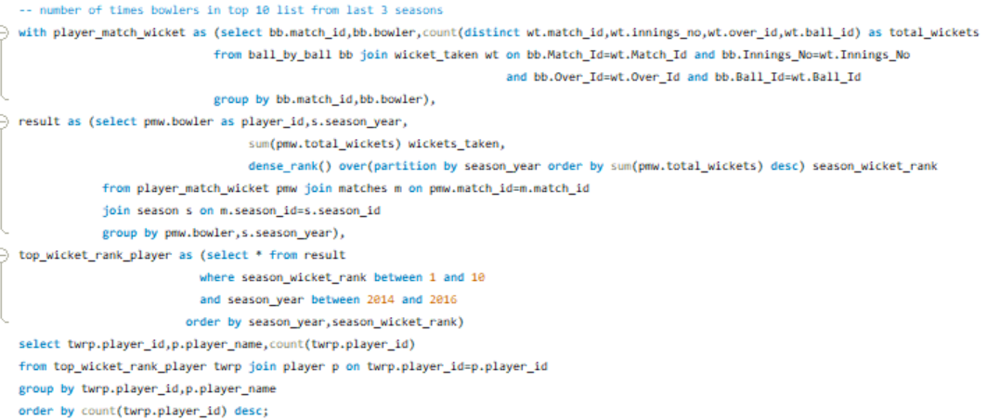 -- number of times bowlers in top 10 list from last 3 seasons
with player_match_wicket as (select bb.match_id,bb.bowler,count(distinct wt.match_id,wt.innings_no,wt.over_id,wt.ball_id) as total_wickets
from ball_by_ball bb join wicket_taken wt on bb.Match_Id=wt.Match_Id and bb.Innings_No=wt.Innings_No
and bb.Over_Id=wt.Over_Id and bb.Ball_Id=wt.Ball_Id
group by bb.match_id,bb.bowler),
result as (select pmw.bowler as player_id,s.season_year,
sum(pmw.total_wickets) wickets_taken,
dense_rank() over(partition by season_year order by sum(pmw.total_wickets) desc) season_wicket_rank
from player_match_wicket pmw join matches m on pmw.match_id=m.match_id
join season s on m.season_id=s.season_id
group by pmw.bowler,s.season_year),
top_wicket_rank_player as (select * from result
where season_wicket_rank between 1 and 10
and season_year between 2014 and 2016
order by season_year,season_wicket_rank)
select twrp.player_id,p.player_name,count(twrp.player_id)
from top_wicket_rank_player twrp join player p on twrp.player_id=p.player_id
group by twrp.player_id,p.player_name
order by count(twrp.player_id) desc;